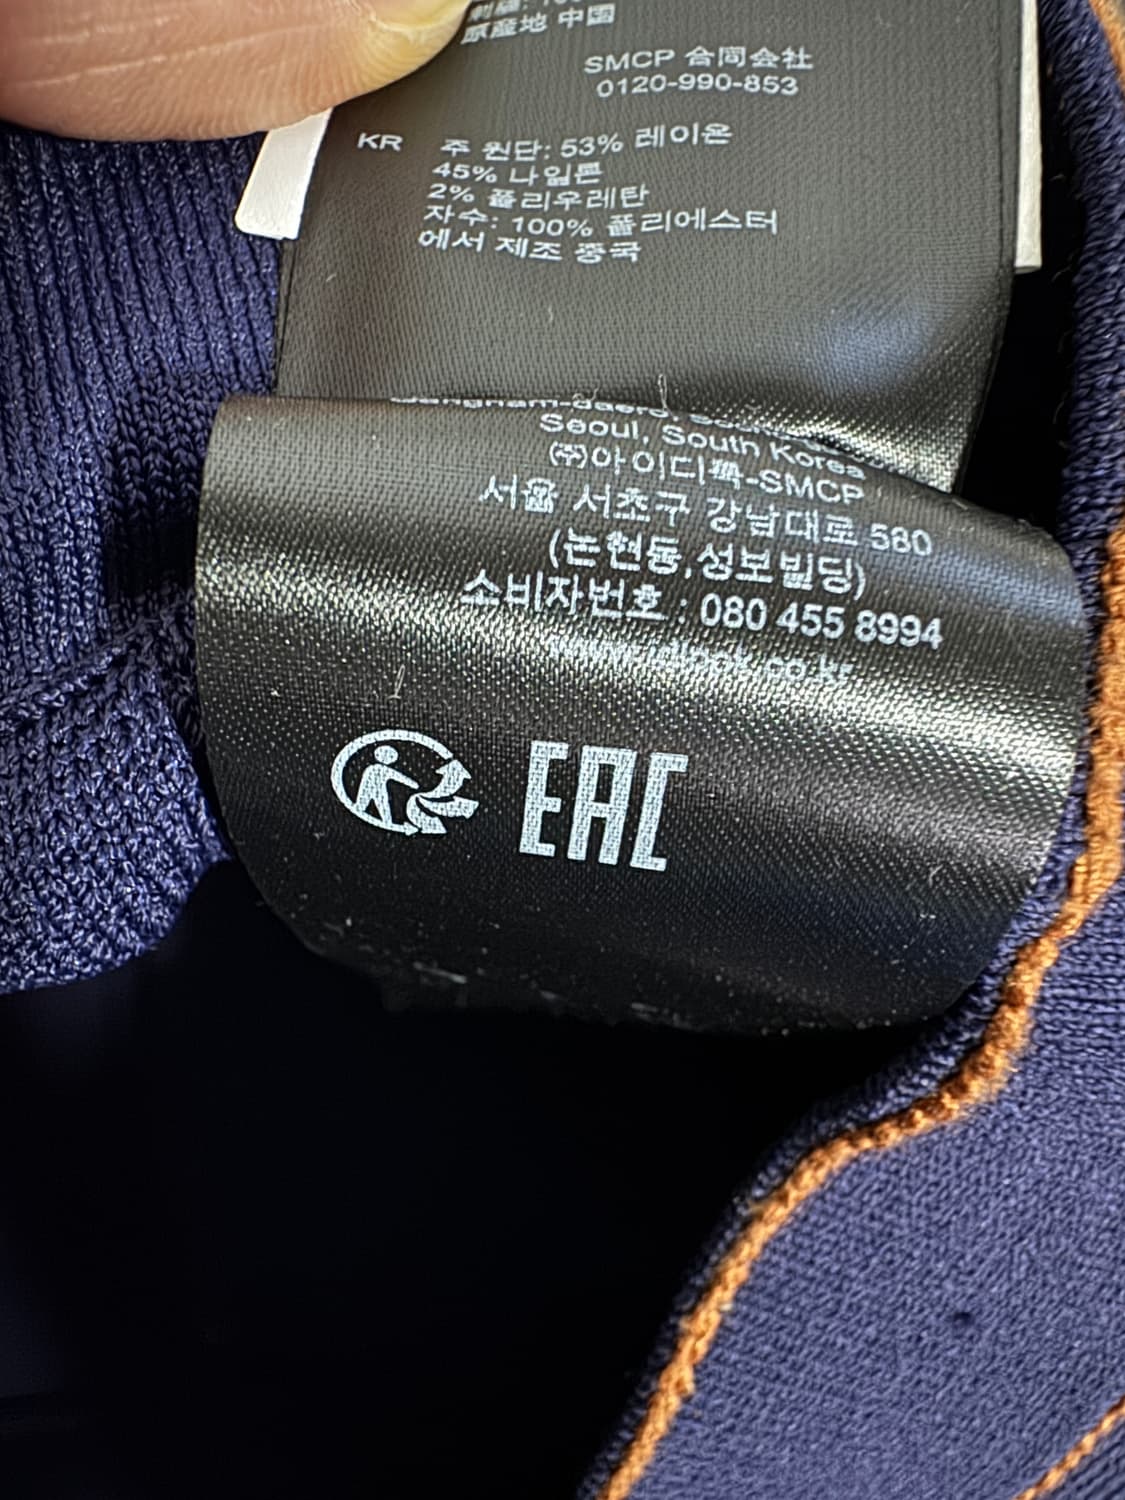 原産地 中国
SMCP 合同会社
0120-990-853
KR 주 원단: 53% 레이온
45% 나일론
2% 폴리우레탄
자수: 100% 폴리에스터
에서 제조 중국
Seoul, South Korea
(주)아이디룩-SMCP
서울 서초구 강남대로 580
(논현동,성보빌딩)
소비자번호 : 080 455 8994
www.idlook.co.kr
EAC